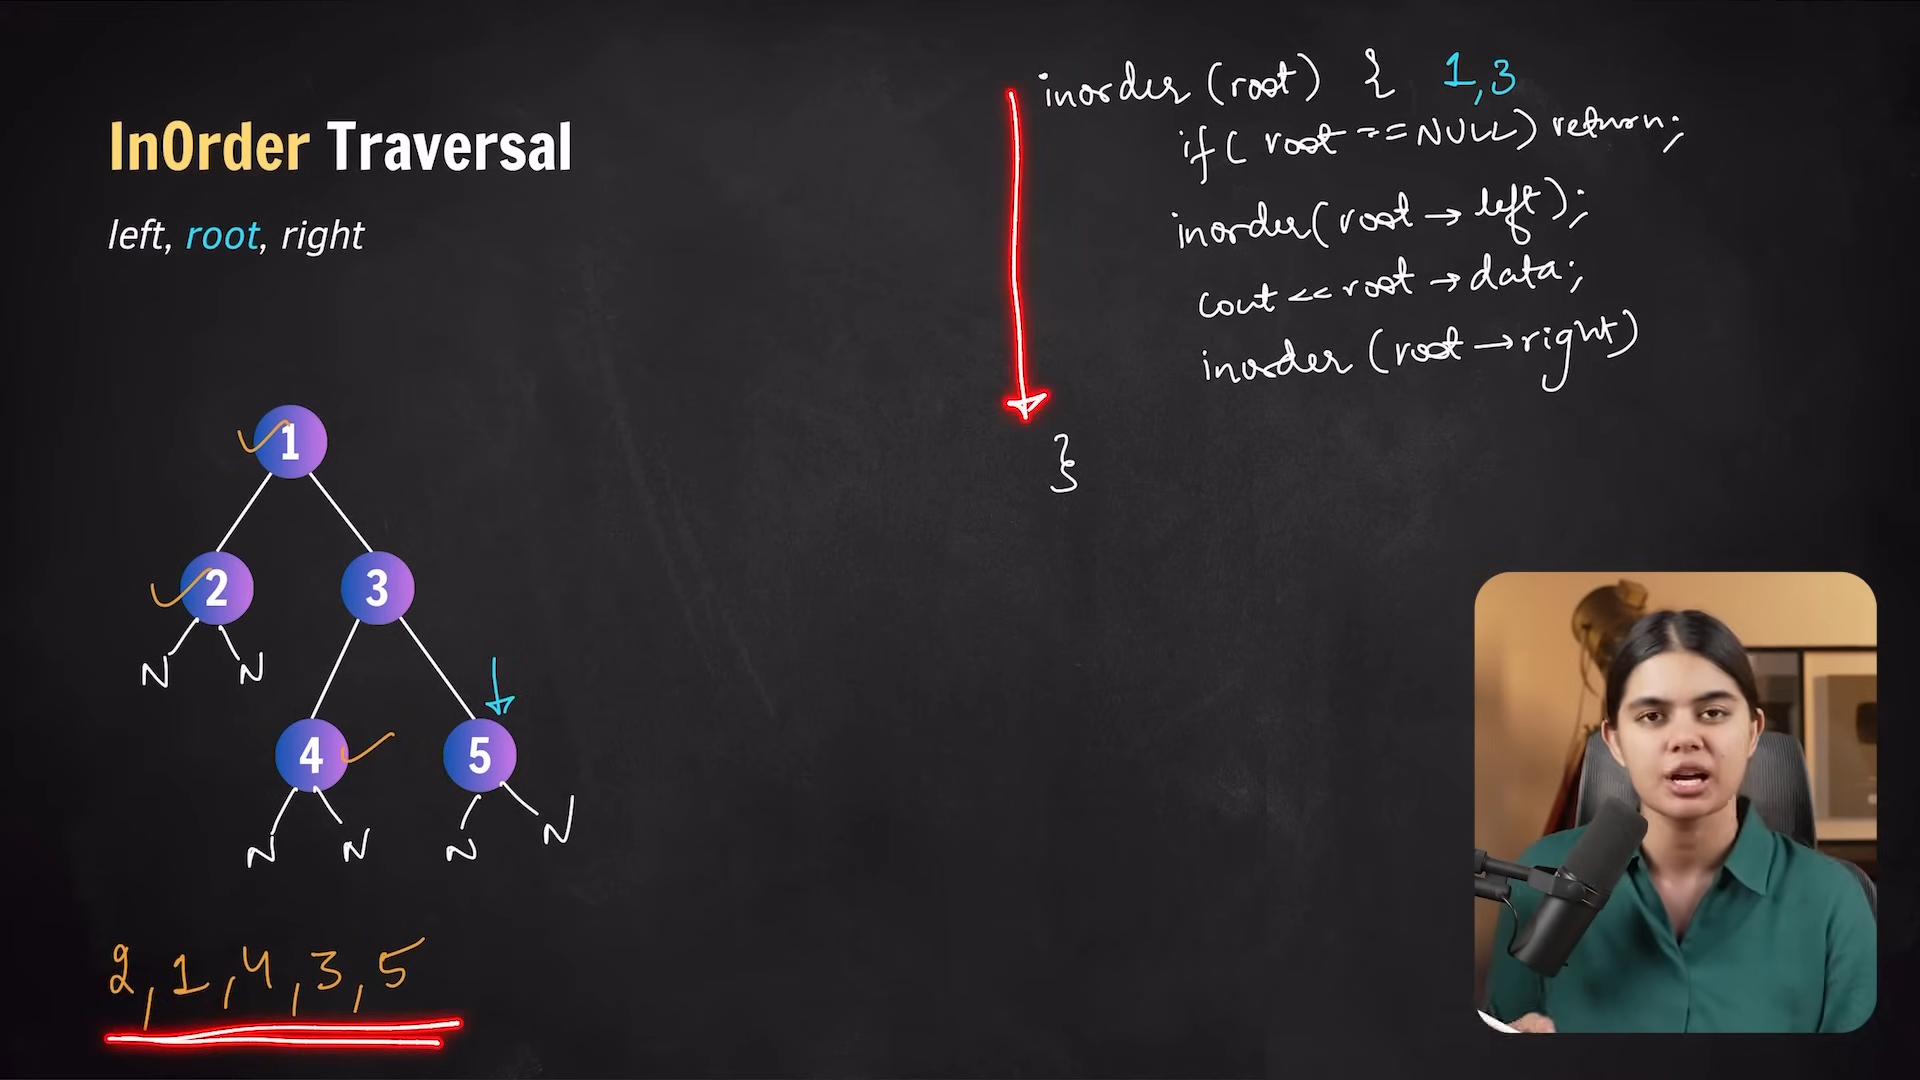 InOrder Traversal
left, root, right
inorder (root) { 1,3
if( root == NULL) return;
inorder(root → left);
cout << root → data;
inorder (root → right)
}
1
2 3
N N
4 5
N N N N
2, 1, 4, 3, 5